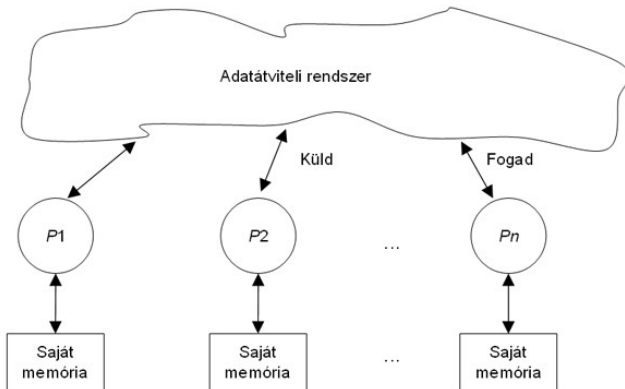 Adatátviteli rendszer
Küld
Fogad
P1
P2
...
Pn
Saját
memória
Saját
memória
...
Saját
memória